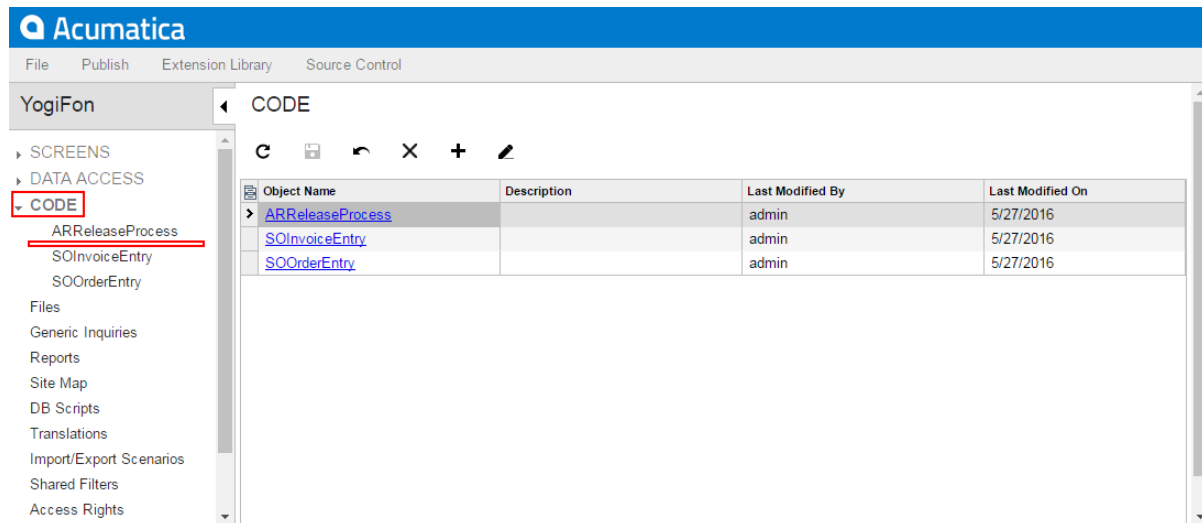 Acumatica
File Publish Extension Library Source Control
YogiFon
SCREENS
DATA ACCESS
CODE
ARReleaseProcess
SOInvoiceEntry
SOOrderEntry
Files
Generic Inquiries
Reports
Site Map
DB Scripts
Translations
Import/Export Scenarios
Shared Filters
Access Rights
CODE
Object Name Description Last Modified By Last Modified On
ARReleaseProcess admin 5/27/2016
SOInvoiceEntry admin 5/27/2016
SOOrderEntry admin 5/27/2016